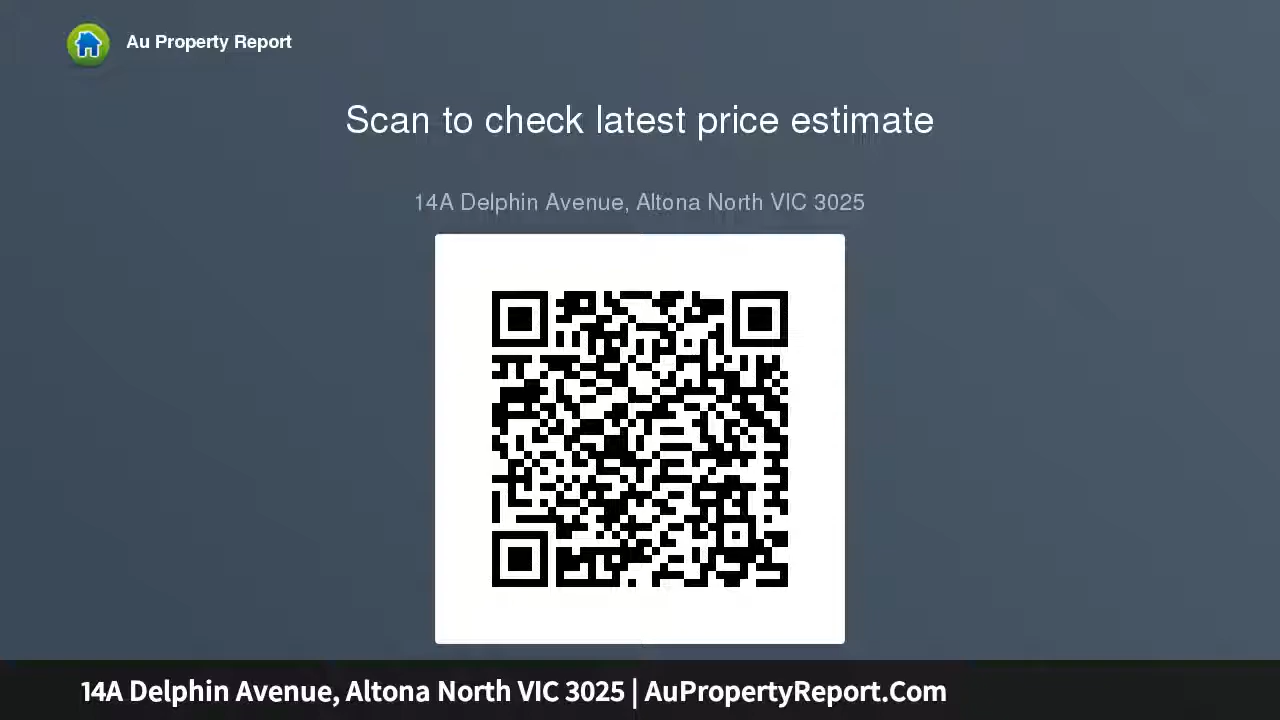 Au Property Report
Scan to check latest price estimate
14A Delphin Avenue, Altona North VIC 3025
14A Delphin Avenue, Altona North VIC 3025 | AuPropertyReport.Com